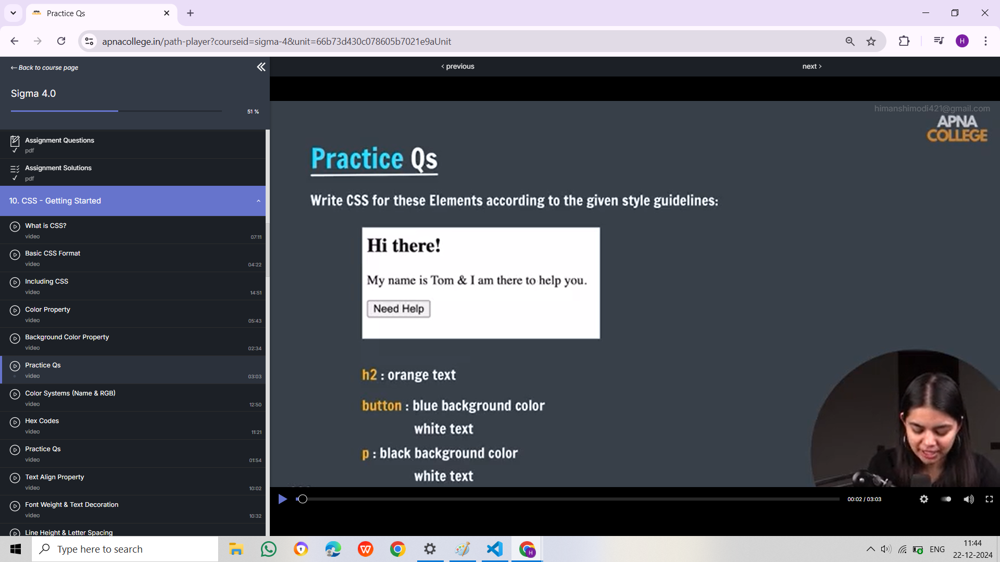 Practice Qs
apnacollege.in/path-player?courseid=sigma-4&unit=66b73d430c078605b7021e9aUnit
H
← Back to course page
‹ previous
next ›
Sigma 4.0
51 %
Assignment Questions
pdf
Assignment Solutions
pdf
10. CSS - Getting Started
What is CSS?
video 07:11
Basic CSS Format
video 04:22
Including CSS
video 14:51
Color Property
video 05:43
Background Color Property
video 02:34
Practice Qs
video 03:03
Color Systems (Name & RGB)
video 12:50
Hex Codes
video 11:21
Practice Qs
video 01:54
Text Align Property
video 10:02
Font Weight & Text Decoration
video 10:32
Line Height & Letter Spacing
himanshimodi421@gmail.com
APNA
COLLEGE
Practice Qs
Write CSS for these Elements according to the given style guidelines:
Hi there!
My name is Tom & I am there to help you.
Need Help
h2 : orange text
button : blue background color
white text
p : black background color
white text
00:02 / 03:03
Type here to search
W
H
ENG
11:44
22-12-2024